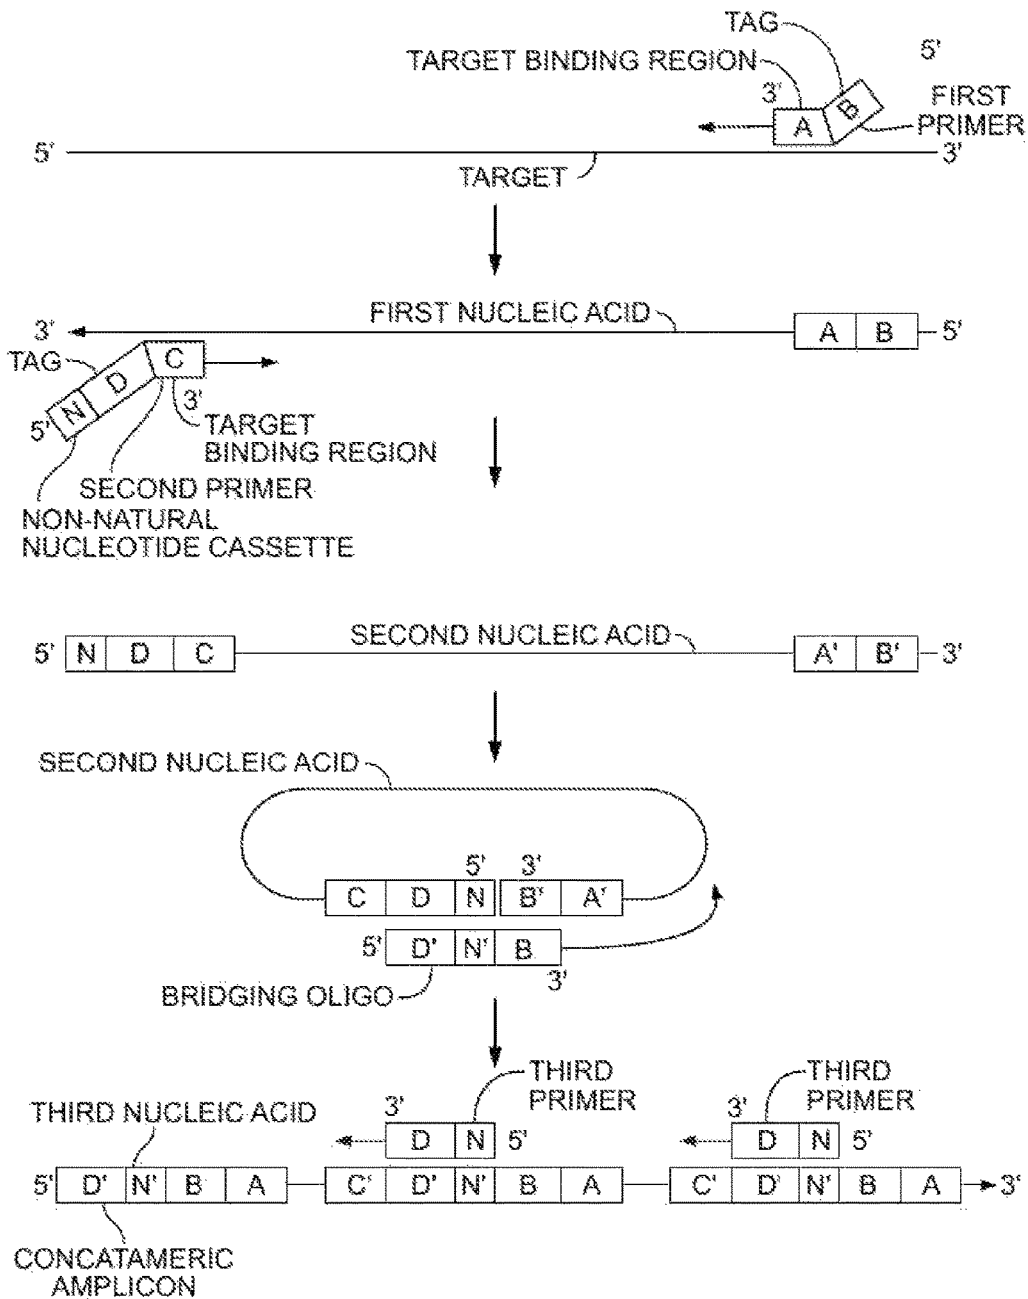 TAG
TARGET BINDING REGION
5'
3'
FIRST
PRIMER
A
B
5'
3'
TARGET
FIRST NUCLEIC ACID
3'
A B
5'
TAG
C
D
N
5'
3'
TARGET
BINDING REGION
SECOND PRIMER
NON-NATURAL
NUCLEOTIDE CASSETTE
SECOND NUCLEIC ACID
5' N D C
A' B' 3'
SECOND NUCLEIC ACID
5' 3'
C D N B' A'
5' D' N' B
3'
BRIDGING OLIGO
THIRD
PRIMER
THIRD
PRIMER
THIRD NUCLEIC ACID
3'
D N 5'
3'
D N 5'
5' D' N' B A C' D' N' B A C' D' N' B A 3'
CONCATAMERIC
AMPLICON